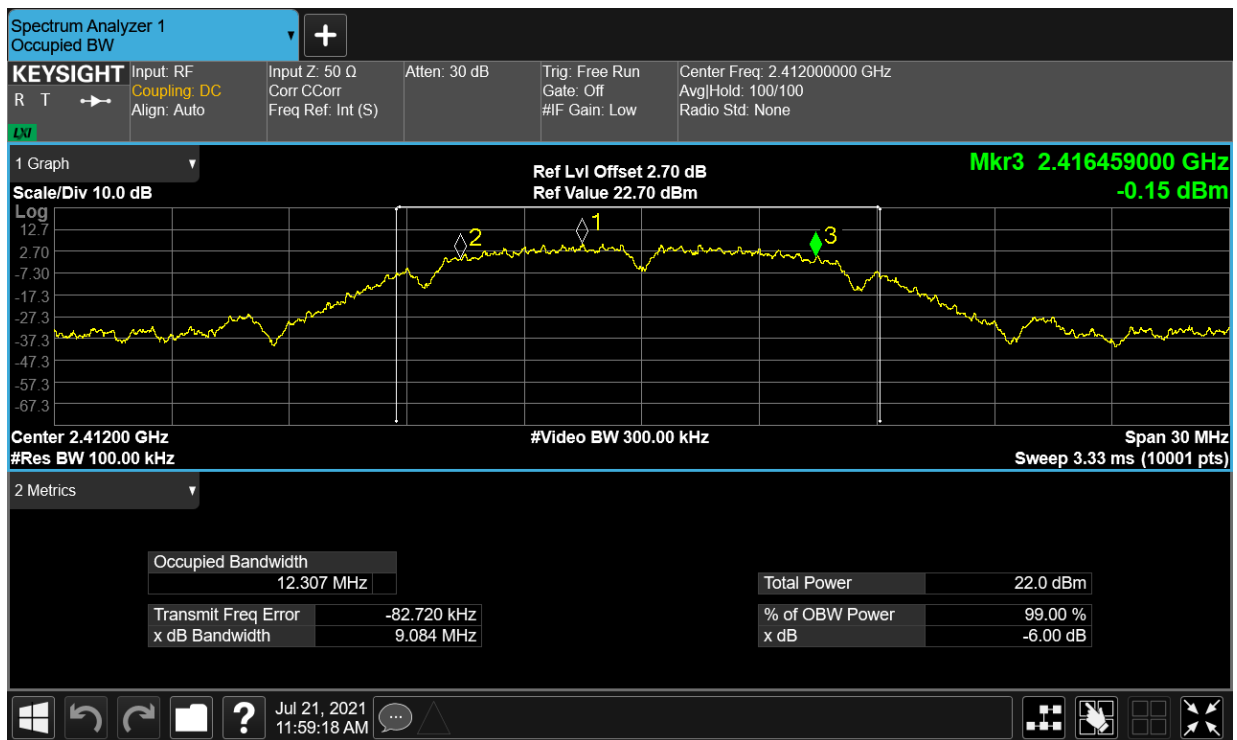 Spectrum Analyzer 1
Occupied BW
+
KEYSIGHT
R T
LXI
Input: RF
Coupling: DC
Align: Auto
Input Z: 50 Ω
Corr CCorr
Freq Ref: Int (S)
Atten: 30 dB
Trig: Free Run
Gate: Off
#IF Gain: Low
Center Freq: 2.412000000 GHz
Avg|Hold: 100/100
Radio Std: None
1 Graph
Scale/Div 10.0 dB
Ref Lvl Offset 2.70 dB
Ref Value 22.70 dBm
Mkr3 2.416459000 GHz
-0.15 dBm
Log
12.7
2.70
-7.30
-17.3
-27.3
-37.3
-47.3
-57.3
-67.3
2
1
3
Center 2.41200 GHz
#Video BW 300.00 kHz
Span 30 MHz
#Res BW 100.00 kHz
Sweep 3.33 ms (10001 pts)
2 Metrics
Occupied Bandwidth
12.307 MHz
Total Power 22.0 dBm
Transmit Freq Error -82.720 kHz
% of OBW Power 99.00 %
x dB Bandwidth 9.084 MHz
x dB -6.00 dB
?
Jul 21, 2021
11:59:18 AM